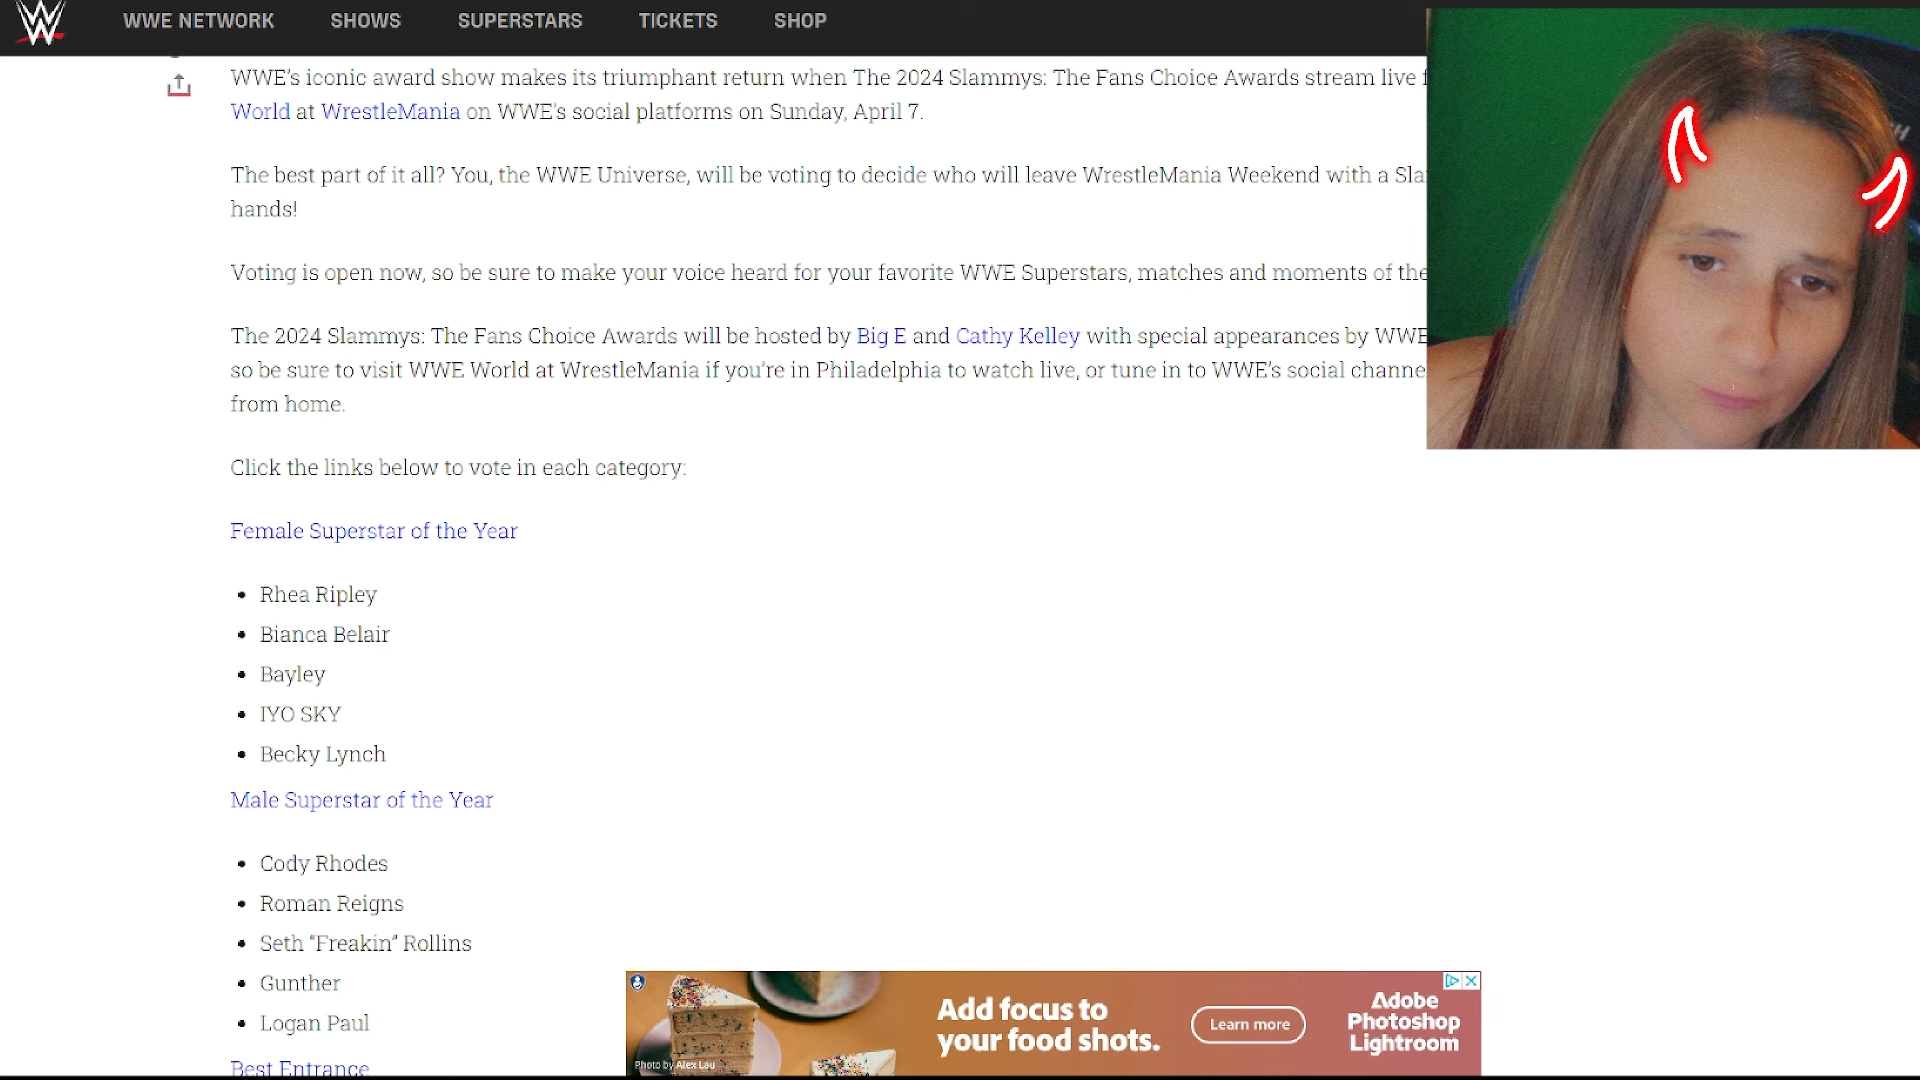 WWE NETWORK SHOWS SUPERSTARS TICKETS SHOP
WWE's iconic award show makes its triumphant return when The 2024 Slammys: The Fans Choice Awards stream live
World at WrestleMania on WWE's social platforms on Sunday, April 7.
The best part of it all? You, the WWE Universe, will be voting to decide who will leave WrestleMania Weekend with a Sla
hands!
Voting is open now, so be sure to make your voice heard for your favorite WWE Superstars, matches and moments of the
The 2024 Slammys: The Fans Choice Awards will be hosted by Big E and Cathy Kelley with special appearances by WWE
so be sure to visit WWE World at WrestleMania if you're in Philadelphia to watch live, or tune in to WWE's social channe
from home.
Click the links below to vote in each category:
Female Superstar of the Year
Rhea Ripley
Bianca Belair
Bayley
IYO SKY
Becky Lynch
Male Superstar of the Year
Cody Rhodes
Roman Reigns
Seth "Freakin" Rollins
Gunther
Logan Paul
Best Entrance
Add focus to
your food shots.
Learn more
Adobe
Photoshop
Lightroom
Photo by Alex Lau